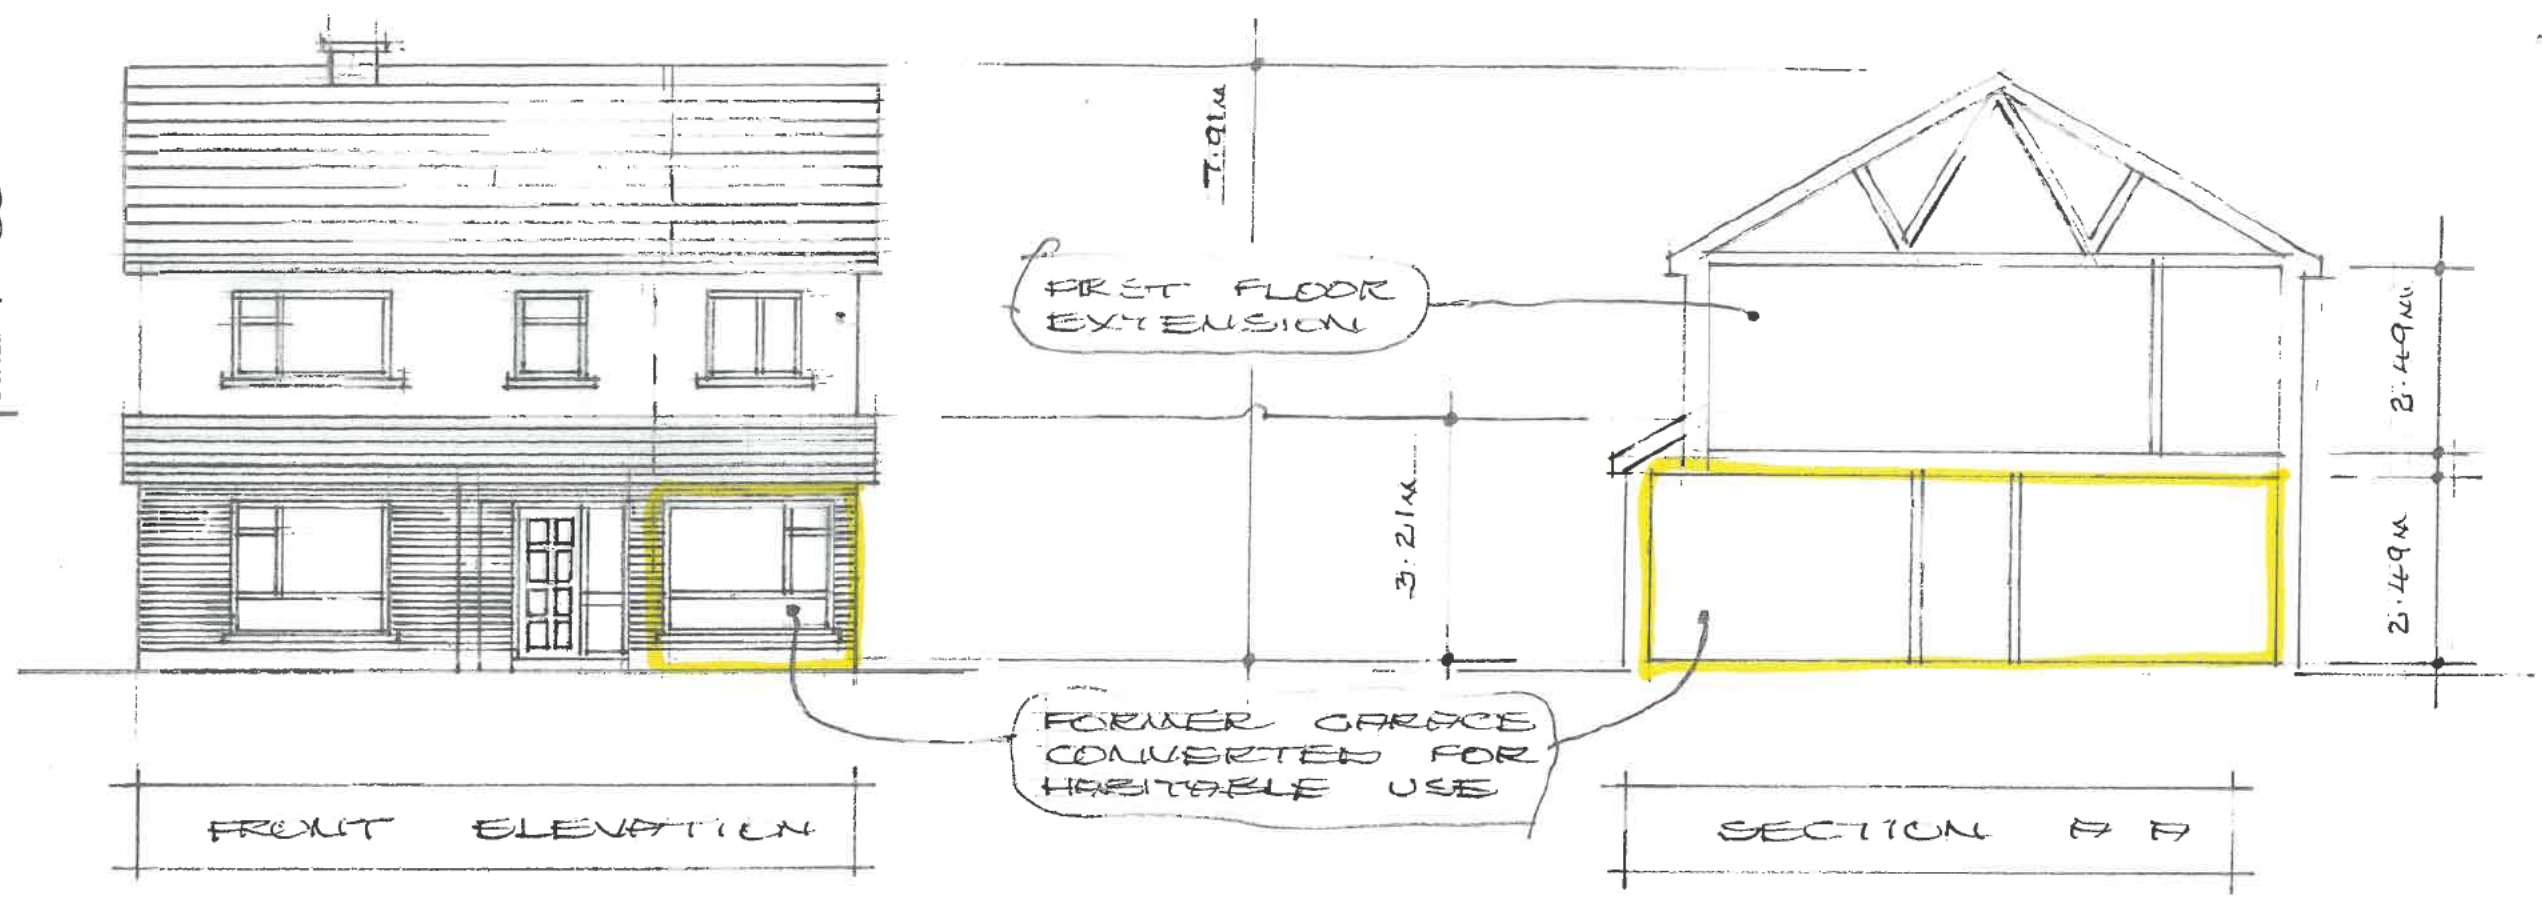 7.91M
FIRST FLOOR
EXTENSION
2.49M
3.21M.
2.49M
FORMER GARAGE
CONVERTED FOR
HABITABLE USE
FRONT ELEVATION
SECTION A A